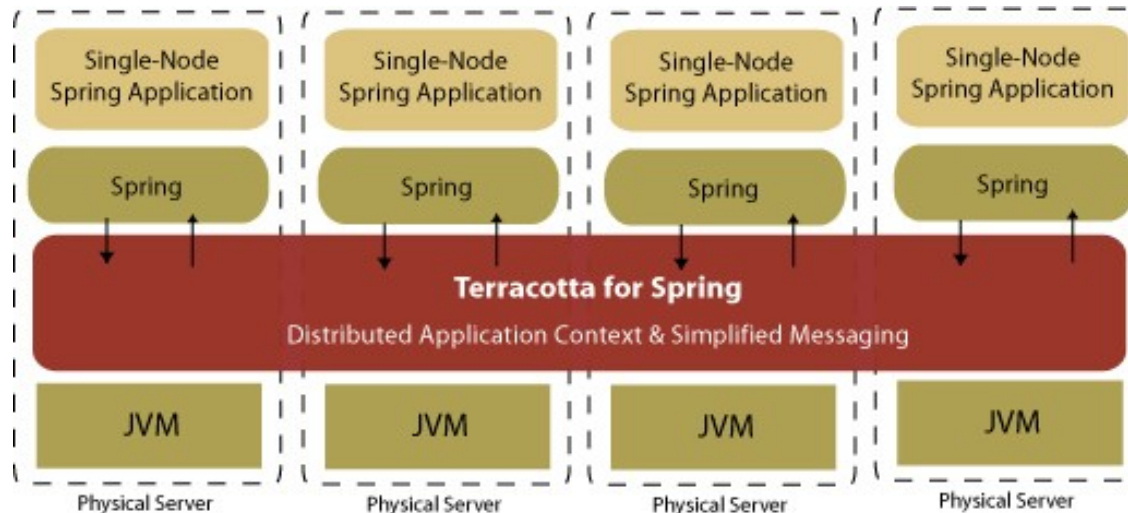 Single-Node
Spring Application
Single-Node
Spring Application
Single-Node
Spring Application
Single-Node
Spring Application
Spring
Spring
Spring
Spring
Terracotta for Spring
Distributed Application Context & Simplified Messaging
JVM
JVM
JVM
JVM
Physical Server
Physical Server
Physical Server
Physical Server